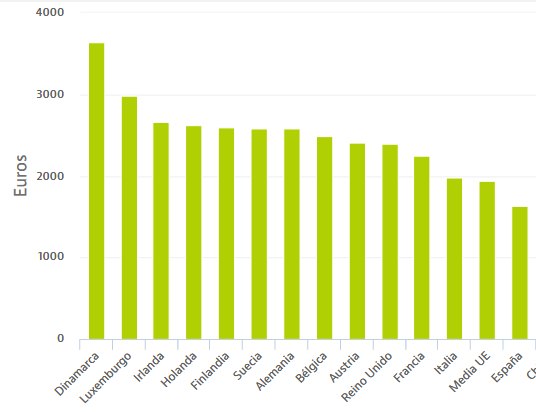 4000
3000
2000
1000
0
Euros
Dinamarca
Luxemburgo
Irlanda
Holanda
Finlandia
Suecia
Alemania
Bélgica
Austria
Reino Unido
Francia
Italia
Media UE
España